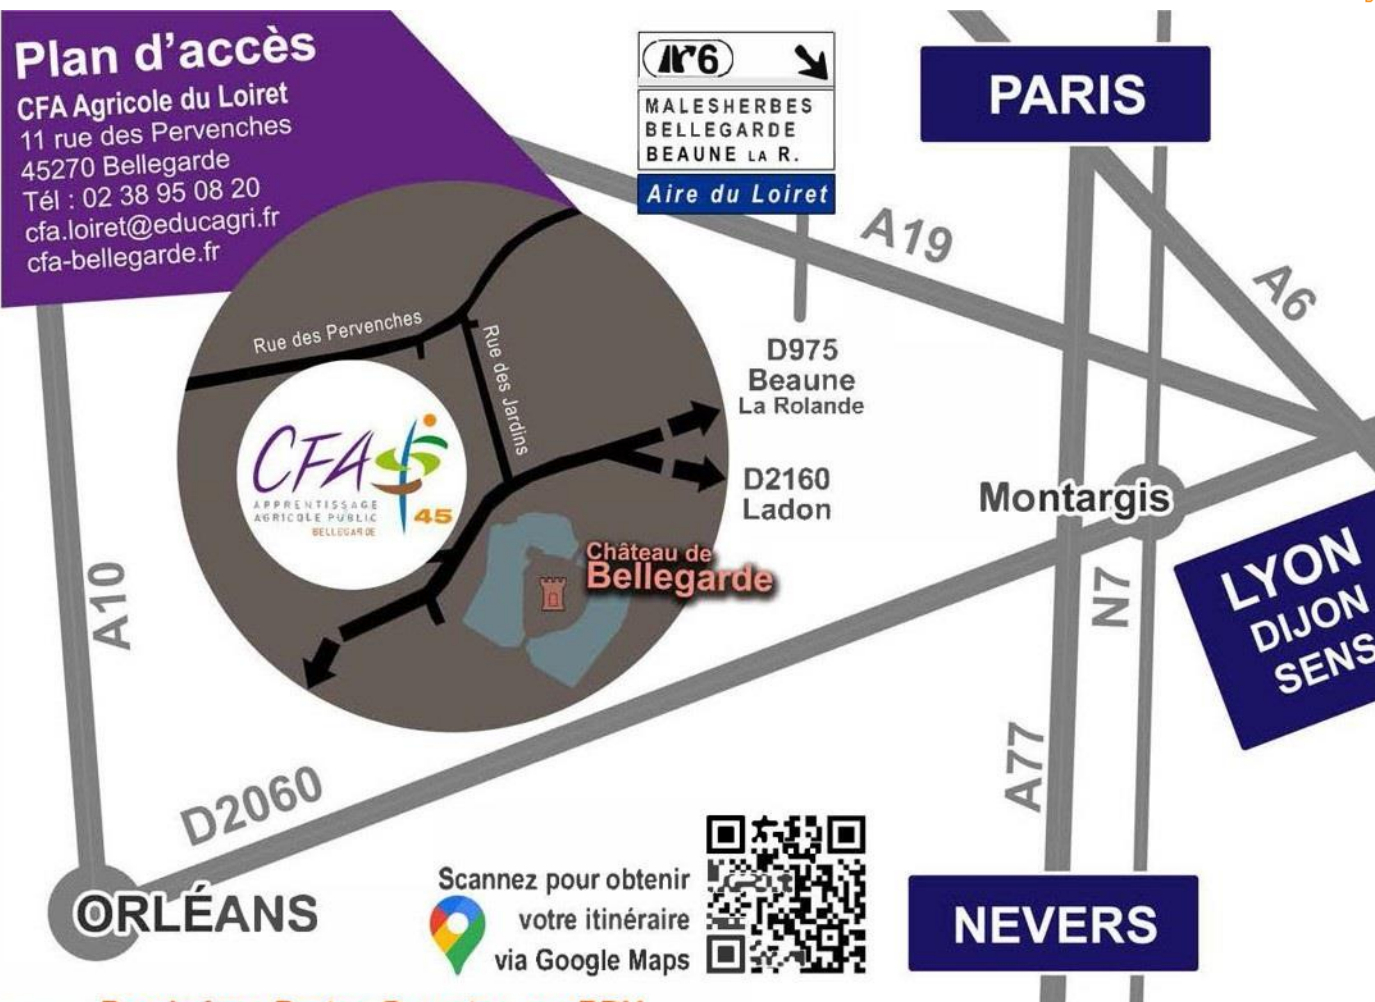 Plan d'accès
CFA Agricole du Loiret
11 rue des Pervenches
45270 Bellegarde
Tél : 02 38 95 08 20
cfa.loiret@educagri.fr
cfa-bellegarde.fr
6
MALESHERBES
BELLEGARDE
BEAUNE LA R.
Aire du Loiret
PARIS
A19
A6
Rue des Pervenches
Rue des Jardins
D975
Beaune
La Rolande
CFA
APPRENTISSAGE
AGRICOLE PUBLIC
45
BELLEGARDE
D2160
Ladon
Montargis
Château de
Bellegarde
LYON
DIJON
SENS
A10
N7
A77
D2060
ORLÉANS
Scannez pour obtenir
votre itinéraire
via Google Maps
NEVERS